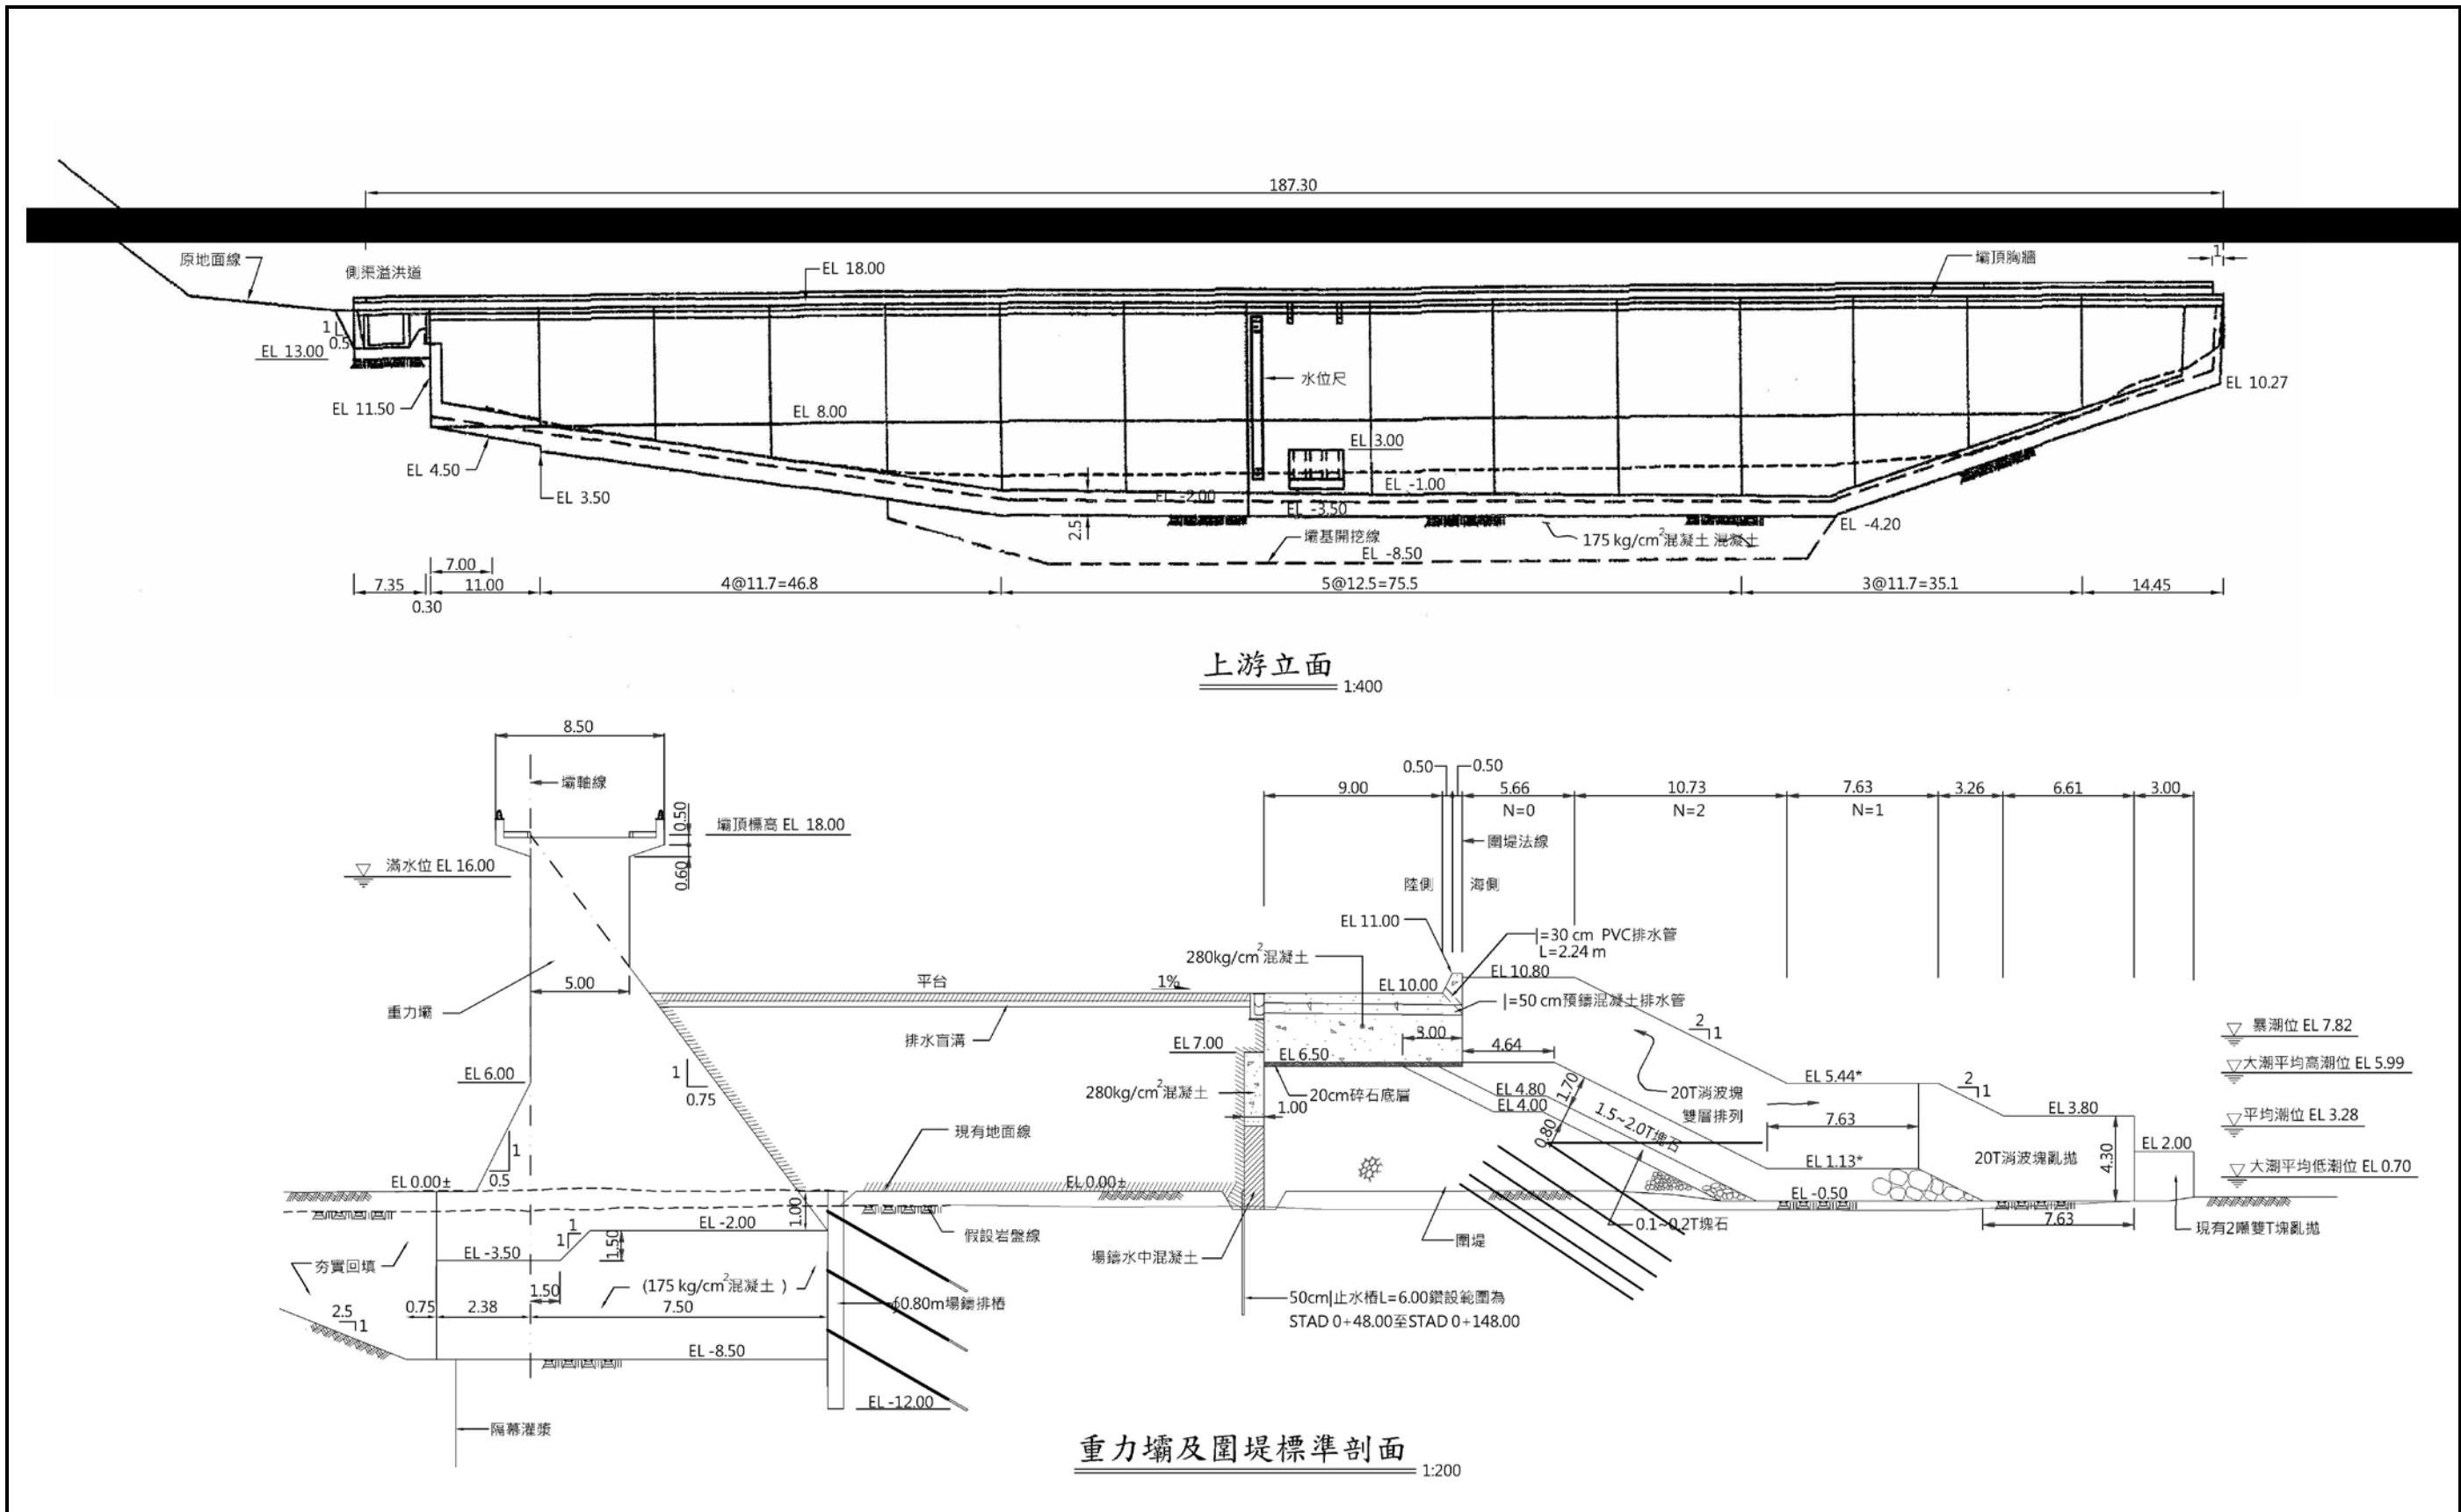 187.30
原地面線
側渠溢洪道
EL 18.00
壩頂胸牆
1
1
0.5
EL 13.00
水位尺
EL 11.50
EL 8.00
EL 10.27
EL 3.00
EL 4.50
EL 3.50
EL -2.00
EL -1.00
EL -3.50
2.5
EL -4.20
壩基開挖線
175 kg/cm²混凝土 混凝土
EL -8.50
7.00
7.35
11.00
4@11.7=46.8
5@12.5=75.5
3@11.7=35.1
14.45
0.30
上游立面
1:400
8.50
壩軸線
0.50
壩頂標高 EL 18.00
0.60
滿水位 EL 16.00
0.50
0.50
9.00
5.66
10.73
7.63
3.26
6.61
3.00
N=0
N=2
N=1
圍堤法線
陸側
海側
EL 11.00
|=30 cm PVC排水管
L=2.24 m
280kg/cm²混凝土
EL 10.80
平台
1%
EL 10.00
5.00
|=50 cm預鑄混凝土排水管
重力壩
排水盲溝
3.00
2
1
暴潮位 EL 7.82
EL 7.00
EL 6.50
4.64
大潮平均高潮位 EL 5.99
EL 6.00
1
0.75
280kg/cm²混凝土
20cm碎石底層
1.00
EL 4.80
EL 4.00
1.70
0.80
1.5~2.0T塊石
20T消波塊
雙層排列
EL 5.44*
2
1
EL 3.80
平均潮位 EL 3.28
7.63
現有地面線
1
0.5
EL 1.13*
20T消波塊亂拋
4.30
EL 2.00
大潮平均低潮位 EL 0.70
EL 0.00±
EL 0.00±
EL -0.50
1.00
EL -2.00
假設岩盤線
0.1~0.2T塊石
7.63
現有2噸雙T塊亂拋
1
1
1.50
EL -3.50
場鑄水中混凝土
圍堤
夯實回填
(175 kg/cm²混凝土 )
1.50
ϕ0.80m場鑄排樁
50cm|止水樁L=6.00鑽設範圍為
STAD 0+48.00至STAD 0+148.00
2.5
1
0.75
2.38
7.50
EL -8.50
EL -12.00
隔幕灌漿
重力壩及圍堤標準剖面
1:200